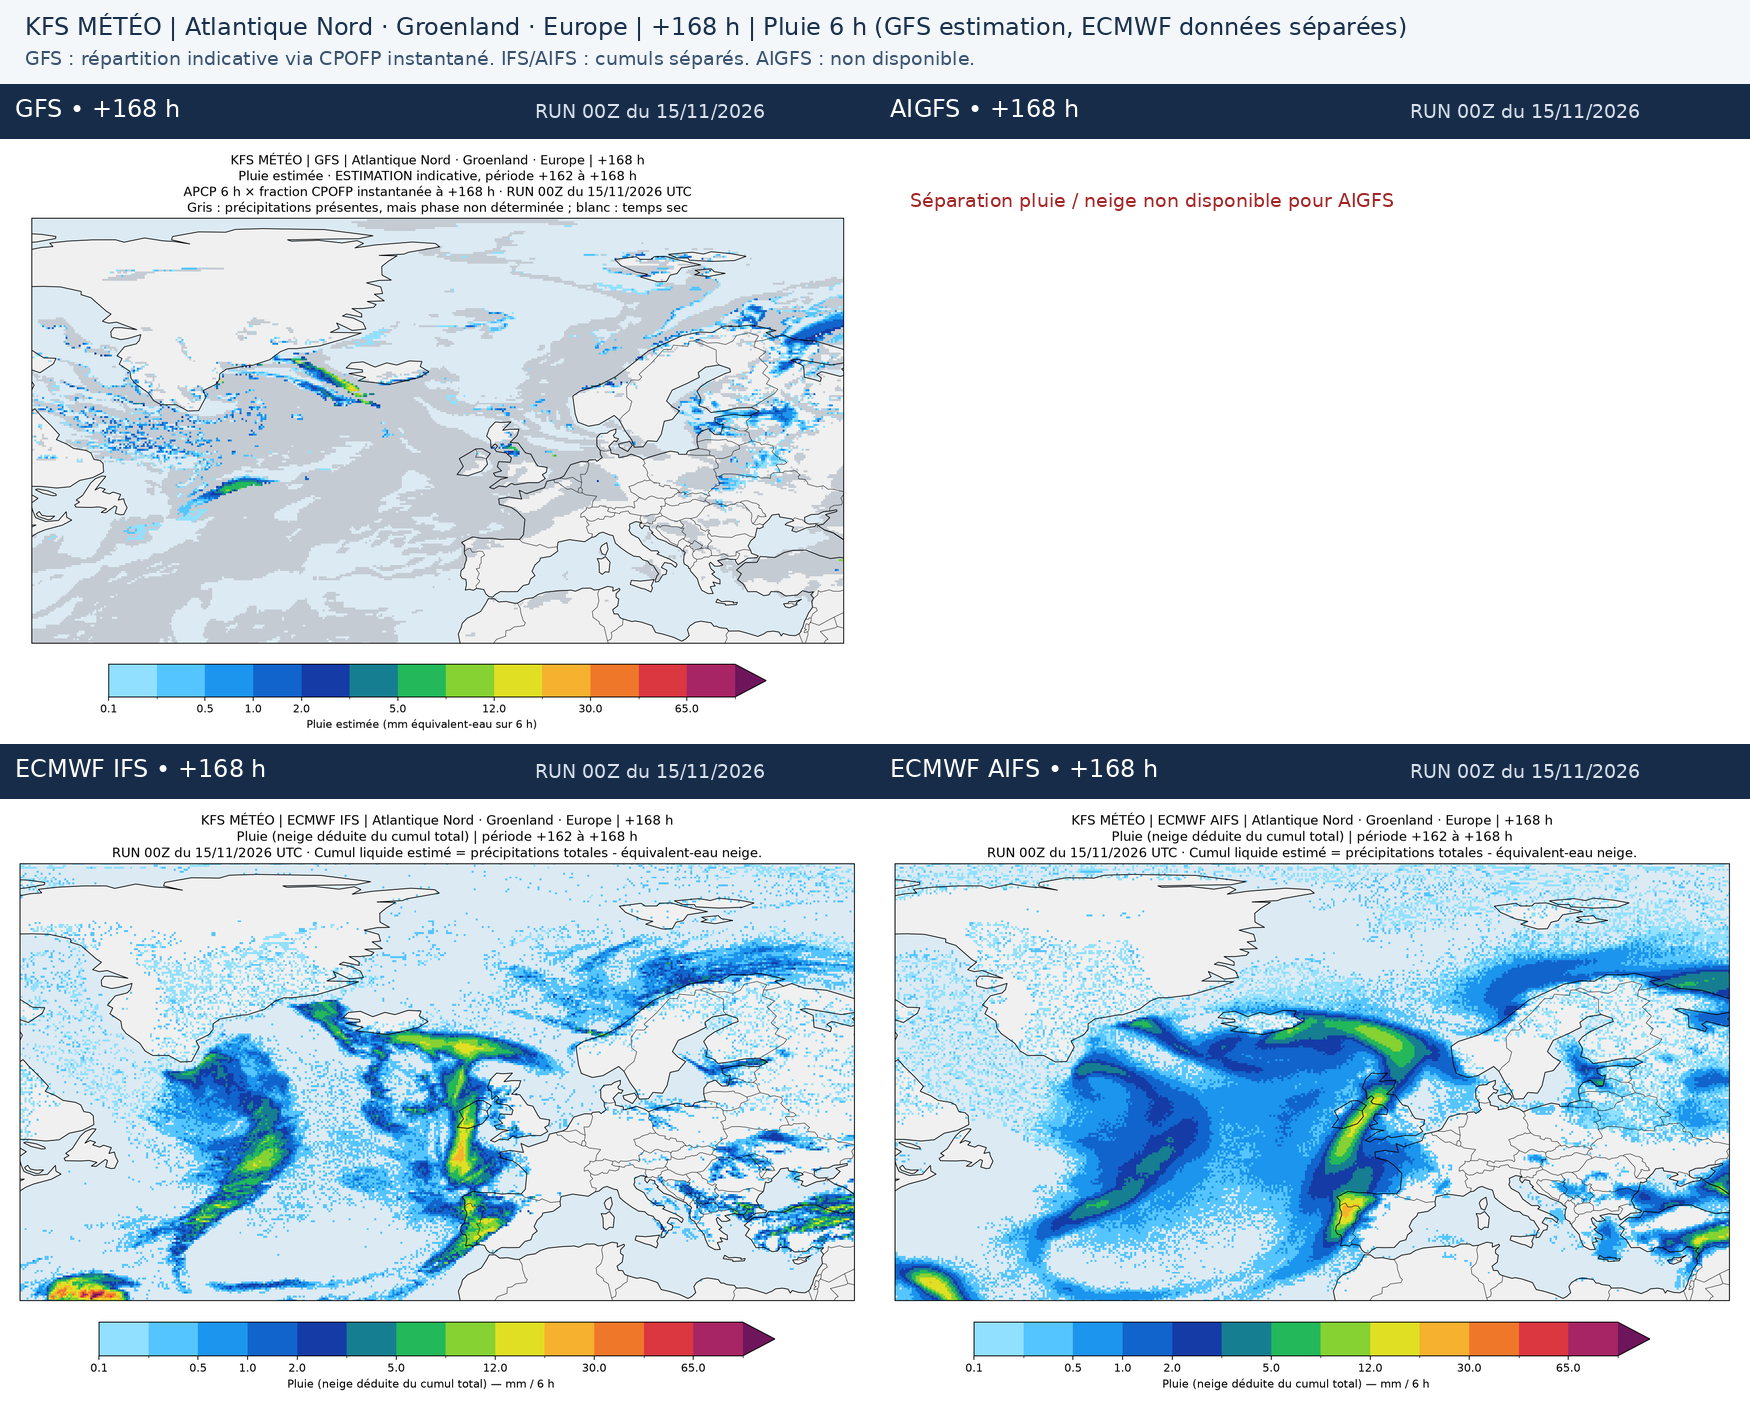 KFS MÉTÉO | Atlantique Nord · Groenland · Europe | +168 h | Pluie 6 h (GFS estimation, ECMWF données séparées)
GFS : répartition indicative via CPOFP instantané. IFS/AIFS : cumuls séparés. AIGFS : non disponible.
GFS • +168 h
RUN 00Z du 15/11/2026
AIGFS • +168 h
RUN 00Z du 15/11/2026
KFS MÉTÉO | GFS | Atlantique Nord · Groenland · Europe | +168 h
Pluie estimée · ESTIMATION indicative, période +162 à +168 h
APCP 6 h × fraction CPOFP instantanée à +168 h · RUN 00Z du 15/11/2026 UTC
Gris : précipitations présentes, mais phase non déterminée ; blanc : temps sec
Séparation pluie / neige non disponible pour AIGFS
0.1 0.5 1.0 2.0 5.0 12.0 30.0 65.0
Pluie estimée (mm équivalent-eau sur 6 h)
ECMWF IFS • +168 h
RUN 00Z du 15/11/2026
ECMWF AIFS • +168 h
RUN 00Z du 15/11/2026
KFS MÉTÉO | ECMWF IFS | Atlantique Nord · Groenland · Europe | +168 h
Pluie (neige déduite du cumul total) | période +162 à +168 h
RUN 00Z du 15/11/2026 UTC · Cumul liquide estimé = précipitations totales - équivalent-eau neige.
0.1 0.5 1.0 2.0 5.0 12.0 30.0 65.0
Pluie (neige déduite du cumul total) — mm / 6 h
KFS MÉTÉO | ECMWF AIFS | Atlantique Nord · Groenland · Europe | +168 h
Pluie (neige déduite du cumul total) | période +162 à +168 h
RUN 00Z du 15/11/2026 UTC · Cumul liquide estimé = précipitations totales - équivalent-eau neige.
0.1 0.5 1.0 2.0 5.0 12.0 30.0 65.0
Pluie (neige déduite du cumul total) — mm / 6 h